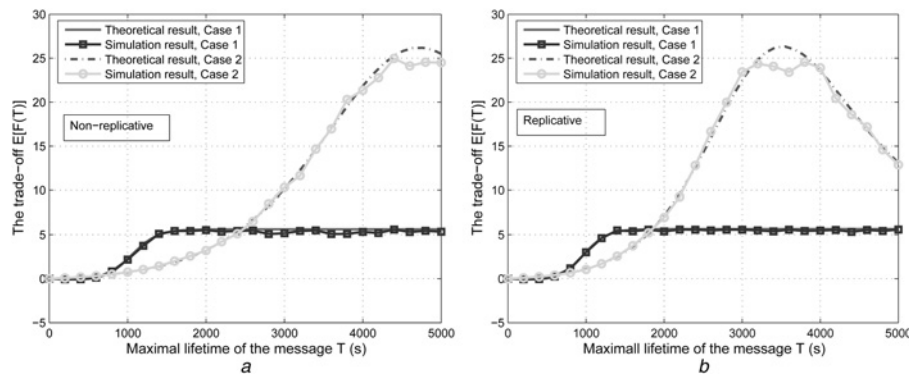 Theoretical result, Case 1
Simulation result, Case 1
Theoretical result, Case 2
Simulation result, Case 2
Non-replicative
The trade-off E[F(T)]
30
25
20
15
10
5
0
−5
0 1000 2000 3000 4000 5000
Maximal lifetime of the message T (s)
a
Theoretical result, Case 1
Simulation result, Case 1
Theoretical result, Case 2
Simulation result, Case 2
Replicative
The trade-off E[F(T)]
30
25
20
15
10
5
0
−5
0 1000 2000 3000 4000 5000
Maximall lifetime of the message T (s)
b